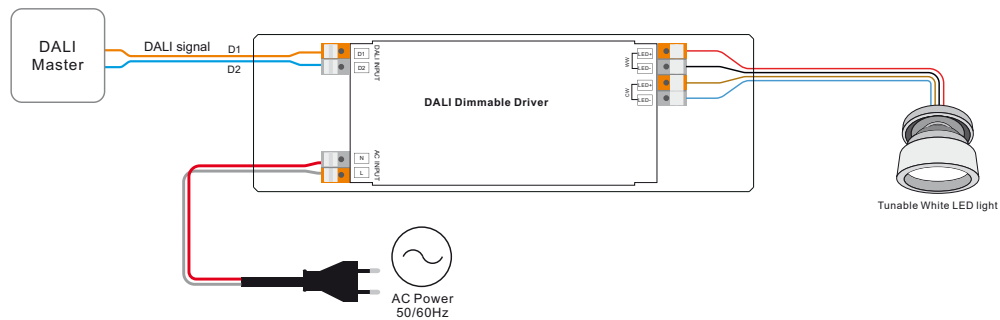 DALI
Master
DALI signal
D1
D2
D1
D2
DALI INPUT
DALI Dimmable Driver
LED+
LED-
WW
LED+
LED-
CW
N
L
AC INPUT
Tunable White LED light
AC Power
50/60Hz